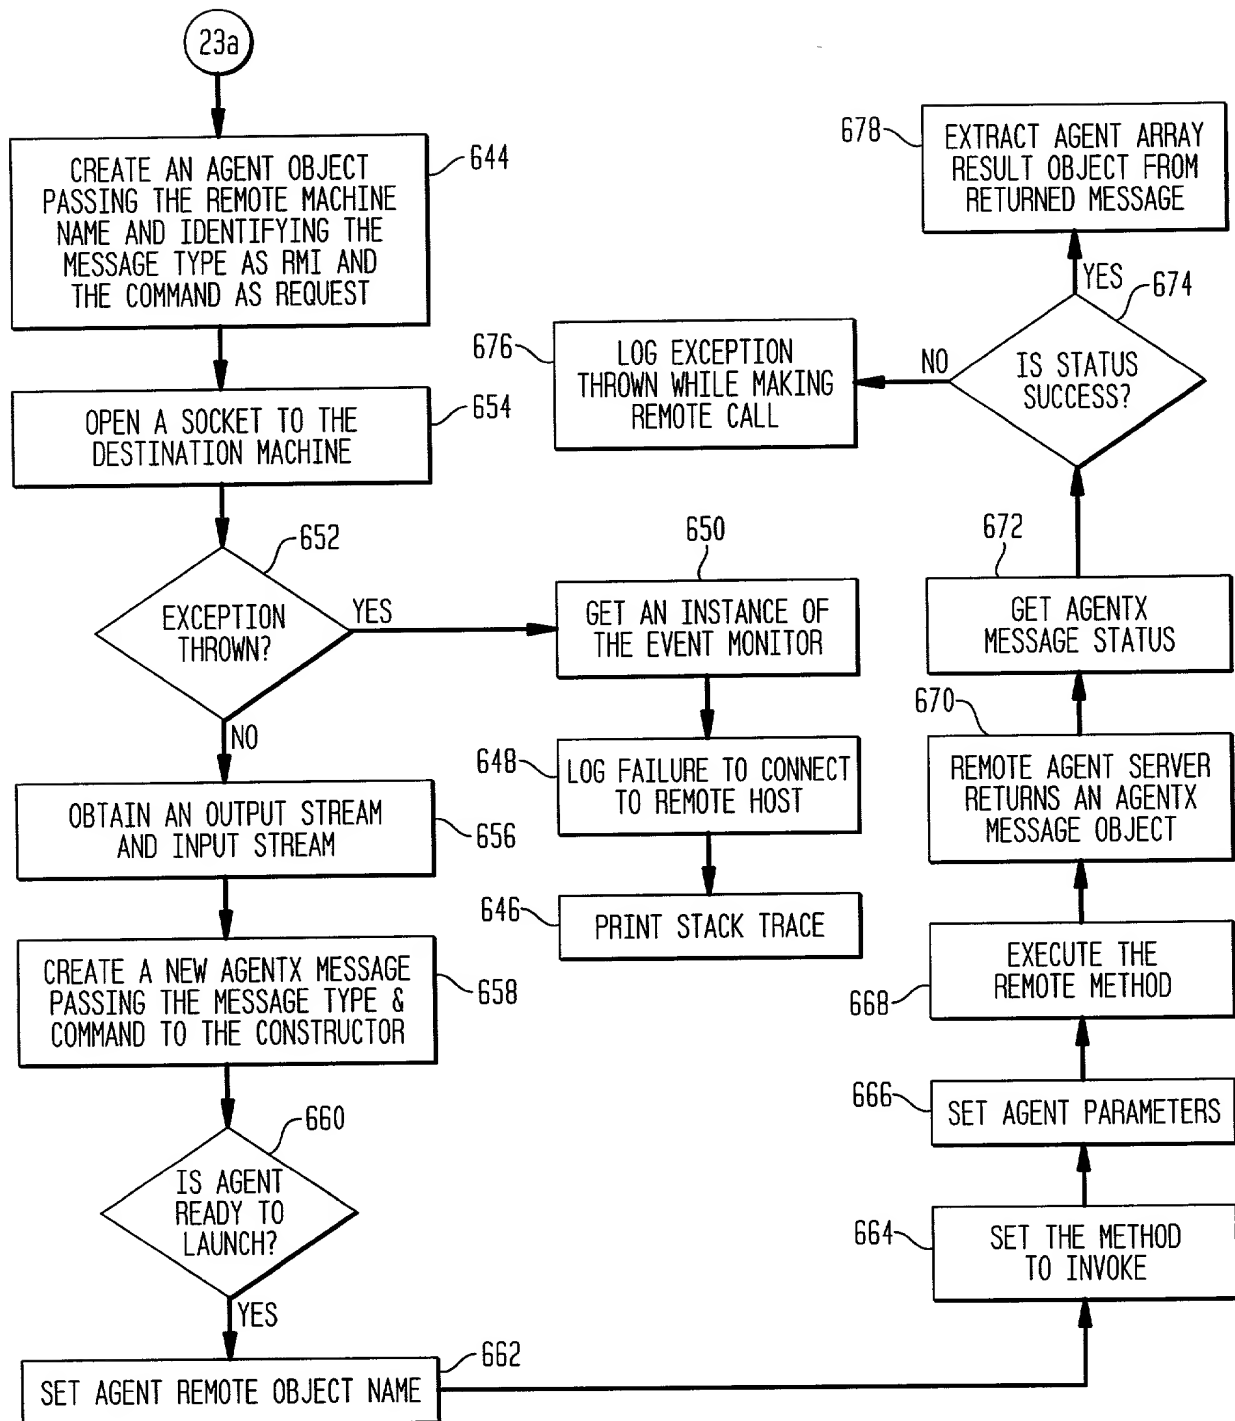 23a
CREATE AN AGENT OBJECT
PASSING THE REMOTE MACHINE
NAME AND IDENTIFYING THE
MESSAGE TYPE AS RMI AND
THE COMMAND AS REQUEST
644
OPEN A SOCKET TO THE
DESTINATION MACHINE
654
EXCEPTION
THROWN?
652
YES
NO
GET AN INSTANCE OF
THE EVENT MONITOR
650
LOG FAILURE TO CONNECT
TO REMOTE HOST
648
PRINT STACK TRACE
646
OBTAIN AN OUTPUT STREAM
AND INPUT STREAM
656
CREATE A NEW AGENTX MESSAGE
PASSING THE MESSAGE TYPE &
COMMAND TO THE CONSTRUCTOR
658
IS AGENT
READY TO
LAUNCH?
660
YES
SET AGENT REMOTE OBJECT NAME
662
664
SET THE METHOD
TO INVOKE
666
SET AGENT PARAMETERS
668
EXECUTE THE
REMOTE METHOD
670
REMOTE AGENT SERVER
RETURNS AN AGENTX
MESSAGE OBJECT
672
GET AGENTX
MESSAGE STATUS
674
IS STATUS
SUCCESS?
NO
676
LOG EXCEPTION
THROWN WHILE MAKING
REMOTE CALL
YES
678
EXTRACT AGENT ARRAY
RESULT OBJECT FROM
RETURNED MESSAGE